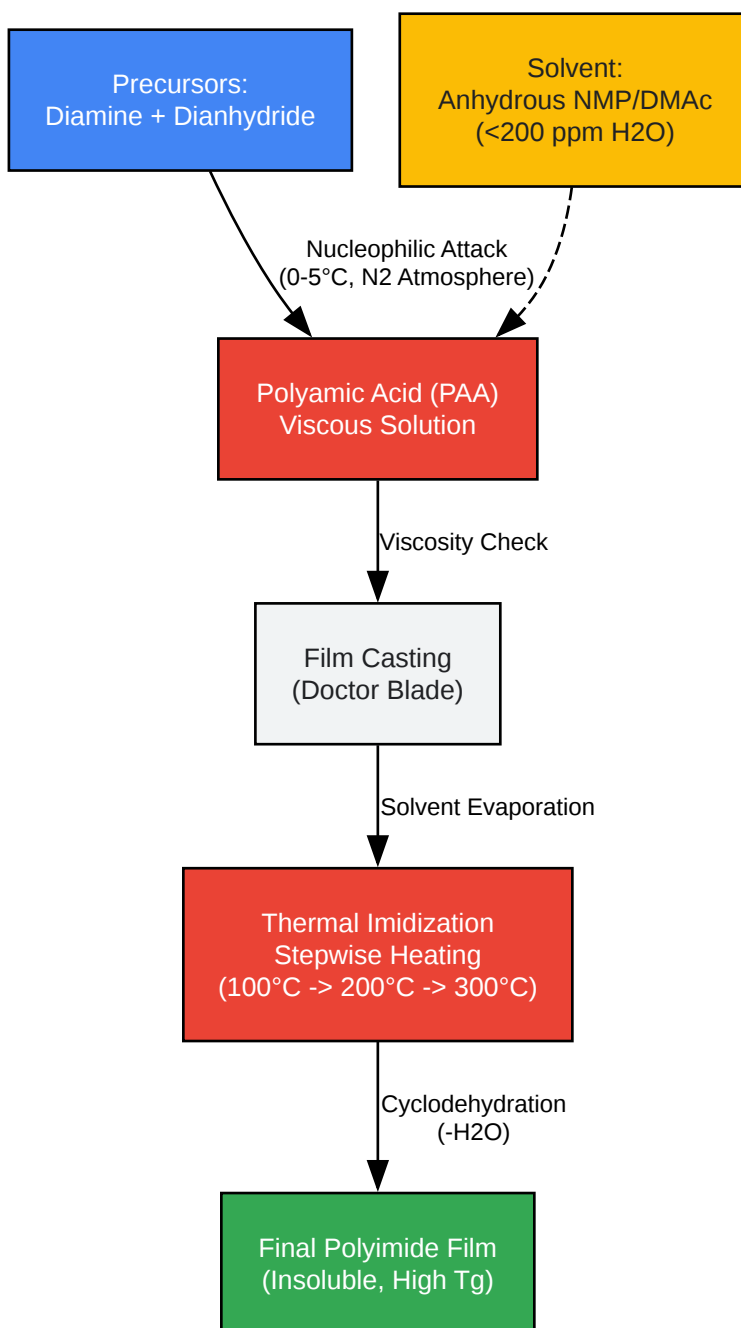 Precursors:
Diamine + Dianhydride
Solvent:
Anhydrous NMP/DMAc
(<200 ppm H2O)
Nucleophilic Attack
(0-5°C, N2 Atmosphere)
Polyamic Acid (PAA)
Viscous Solution
Viscosity Check
Film Casting
(Doctor Blade)
Solvent Evaporation
Thermal Imidization
Stepwise Heating
(100°C -> 200°C -> 300°C)
Cyclodehydration
(-H2O)
Final Polyimide Film
(Insoluble, High Tg)